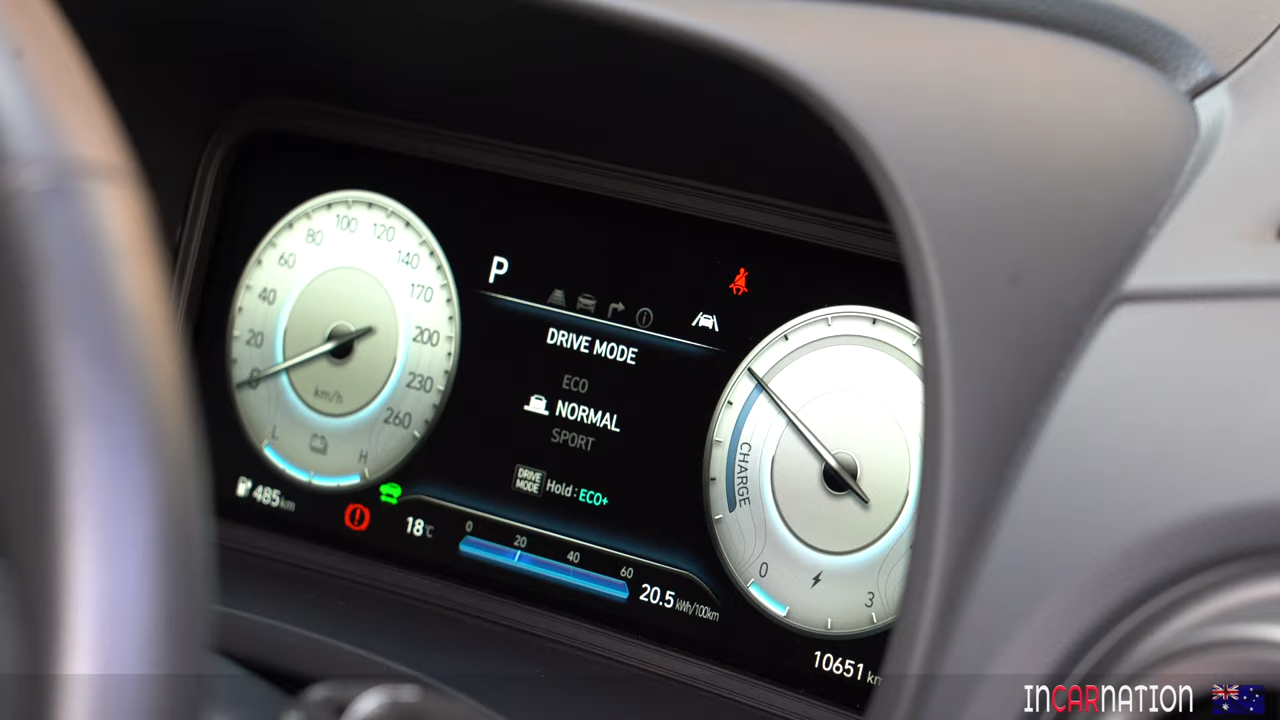 0
20
40
60
80
100
120
140
170
200
230
260
km/h
L
H
485km
P
DRIVE MODE
ECO
NORMAL
SPORT
DRIVE
MODE
Hold : ECO+
18°C
0
20
40
60
20.5 kWh/100km
CHARGE
0
3
10651 km
INCARNATION